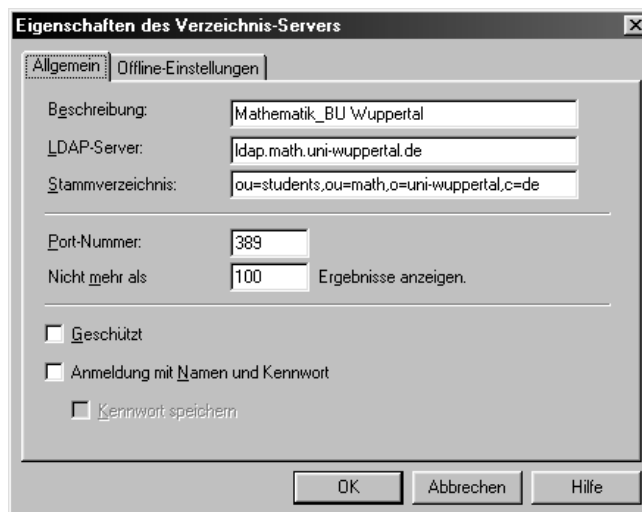 Eigenschaften des Verzeichnis-Servers
Allgemein Offline-Einstellungen
Beschreibung: Mathematik_BU Wuppertal
LDAP-Server: ldap.math.uni-wuppertal.de
Stammverzeichnis: ou=students,ou=math,o=uni-wuppertal,c=de
Port-Nummer: 389
Nicht mehr als 100 Ergebnisse anzeigen.
Geschützt
Anmeldung mit Namen und Kennwort
Kennwort speichern
OK Abbrechen Hilfe